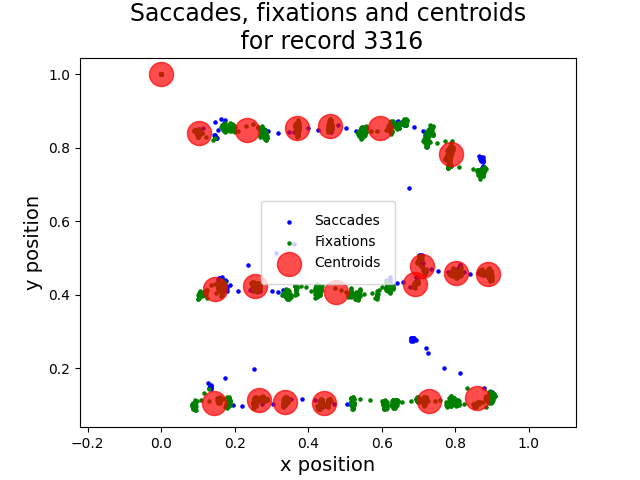 Saccades, fixations and centroids
for record 3316
1.0
0.8
0.6
0.4
0.2
y position
Saccades
Fixations
Centroids
−0.2
0.0
0.2
0.4
0.6
0.8
1.0
x position